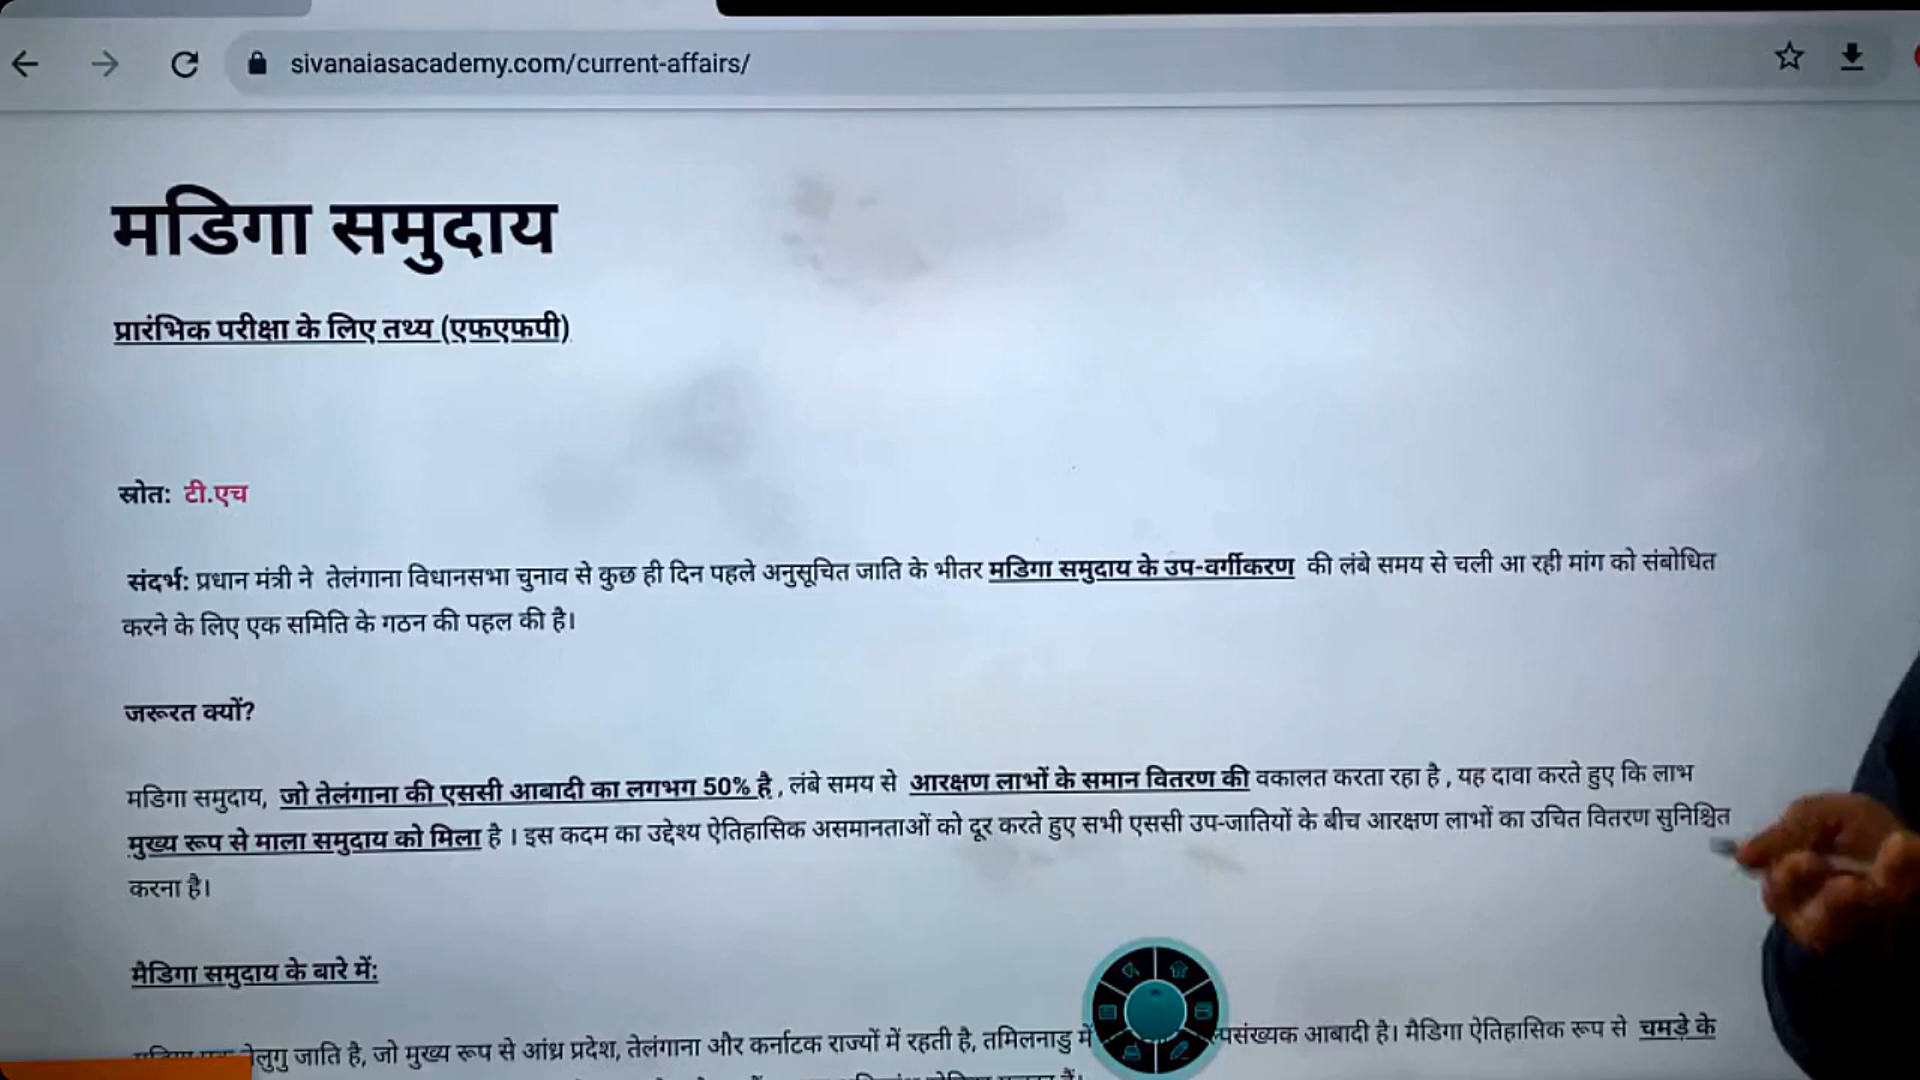 sivanaiasacademy.com/current-affairs/
मडिगा समुदाय
प्रारंभिक परीक्षा के लिए तथ्य (एफएफपी)
स्रोत: टी.एच
संदर्भ: प्रधान मंत्री ने तेलंगाना विधानसभा चुनाव से कुछ ही दिन पहले अनुसूचित जाति के भीतर मडिगा समुदाय के उप-वर्गीकरण की लंबे समय से चली आ रही मांग को संबोधित
करने के लिए एक समिति के गठन की पहल की है।
जरूरत क्यों?
मडिगा समुदाय, जो तेलंगाना की एससी आबादी का लगभग 50% है , लंबे समय से आरक्षण लाभों के समान वितरण की वकालत करता रहा है , यह दावा करते हुए कि लाभ
मुख्य रूप से माला समुदाय को मिला है । इस कदम का उद्देश्य ऐतिहासिक असमानताओं को दूर करते हुए सभी एससी उप-जातियों के बीच आरक्षण लाभों का उचित वितरण सुनिश्चित
करना है।
मैडिगा समुदाय के बारे में:
जाति है, जो मुख्य रूप से आंध्र प्रदेश, तेलंगाना और कर्नाटक राज्यों में रहती है, तमिलनाडु में आबादी है। मैडिगा ऐतिहासिक रूप से चमड़े के